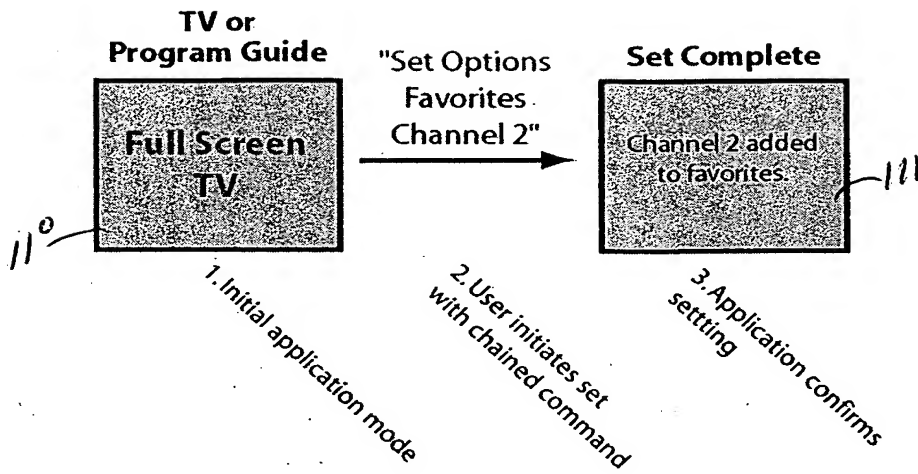 TV or
Program Guide
Full Screen
TV
110
"Set Options
Favorites
Channel 2"
Set Complete
Channel 2 added
to favorites.
111
1. Initial application mode
2. User initiates set
with chained command
3. Application confirms
settting